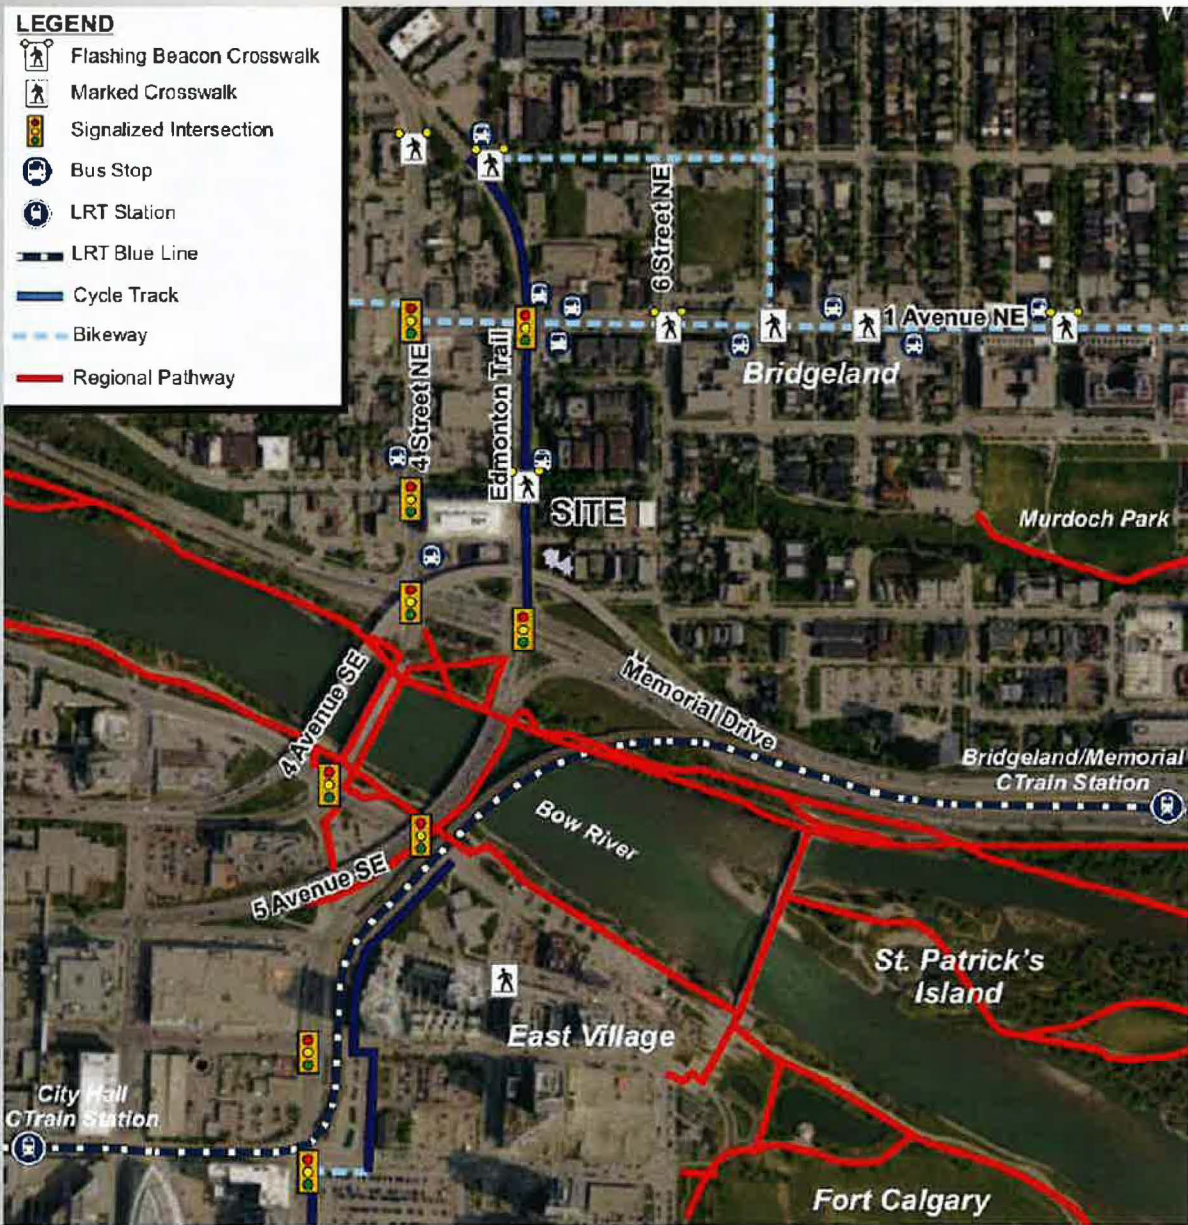 LEGEND
Flashing Beacon Crosswalk
Marked Crosswalk
Signalized Intersection
Bus Stop
LRT Station
LRT Blue Line
Cycle Track
Bikeway
Regional Pathway
6 Street NE
1 Avenue NE
4 Street NE
Edmonton Trail
Bridgeland
SITE
Murdoch Park
4 Avenue SE
Memorial Drive
Bridgeland/Memorial
CTrain Station
Bow River
5 Avenue SE
St. Patrick's
Island
East Village
City Hall
CTrain Station
Fort Calgary